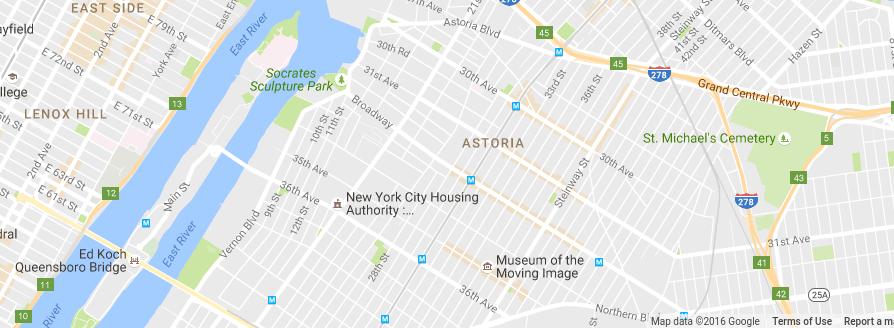 EAST SIDE
East River
E 79th St
ayfield
2nd Ave
E 72nd St
York Ave
Astoria Blvd
45
278
38th St
41st St
42nd St
Steinway St
Ditmars Blvd
Hazen St
30th Rd
31st Ave
30th Ave
33rd St
36th St
45
278
Grand Central Pkwy
Socrates
Sculpture Park
llege
LENOX HILL
E 71st St
13
Broadway
10th St
11th St
ASTORIA
St. Michael's Cemetery
5
30th Ave
43
2nd Ave
E 63rd St
E 61st St
12
Main St
35th Ave
36th Ave
9th St
12th St
New York City Housing
Authority :...
Steinway St
278
Vernon Blvd
East River
dral
Ed Koch
Queensboro Bridge
31st Ave
28th St
Museum of the
Moving Image
41
42
25A
11
10
River
36th Ave
Northern B
Map data ©2016 Google
Terms of Use
Report a m